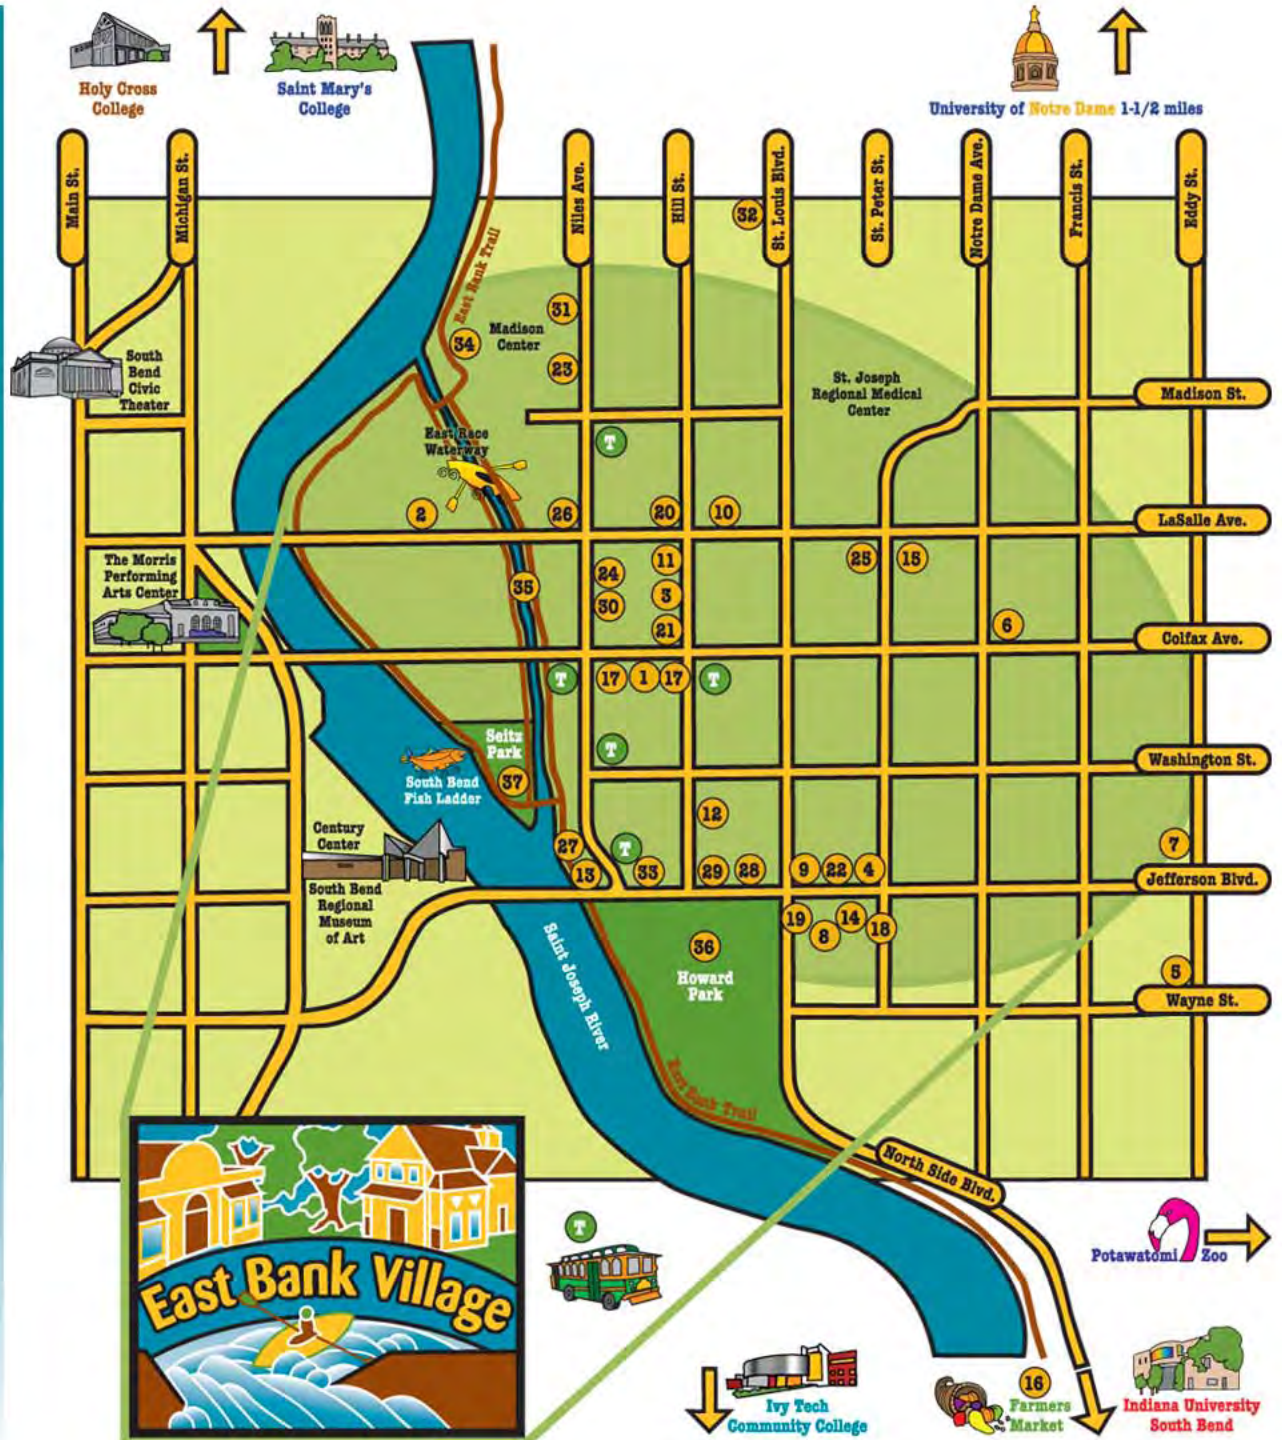 Holy Cross
College
Saint Mary's
College
University of Notre Dame 1-1/2 miles
Main St.
Michigan St.
Niles Ave.
Hill St.
St. Louis Blvd.
St. Peter St.
Notre Dame Ave.
Francis St.
Eddy St.
32
East Bank Trail
31
34
Madison
Center
23
South
Bend
Civic
Theater
St. Joseph
Regional Medical
Center
Madison St.
East Race
Waterway
T
2
26
20
10
LaSalle Ave.
The Morris
Performing
Arts Center
35
24
11
25
15
30
3
21
6
Colfax Ave.
T
17
1
17
T
Seitz
Park
37
T
Washington St.
South Bend
Fish Ladder
12
Century
Center
27
T
7
13
33
29
28
9
22
4
Jefferson Blvd.
South Bend
Regional
Museum
of Art
19
8
14
18
36
Howard
Park
Saint Joseph River
5
Wayne St.
East Bank Trail
North Side Blvd.
East Bank Village
T
Potawatomi Zoo
Ivy Tech
Community College
16
Farmers
Market
Indiana University
South Bend